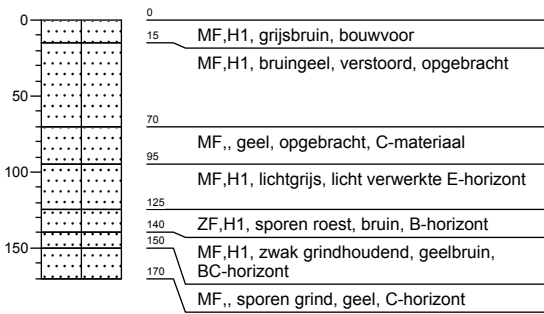 0
0
15
MF,H1, grijsbruin, bouwvoor
MF,H1, bruingeel, verstoord, opgebracht
50
70
MF,, geel, opgebracht, C-materiaal
95
100
MF,H1, lichtgrijs, licht verwerkte E-horizont
125
ZF,H1, sporen roest, bruin, B-horizont
140
150
150
MF,H1, zwak grindhoudend, geelbruin,
BC-horizont
170
MF,, sporen grind, geel, C-horizont